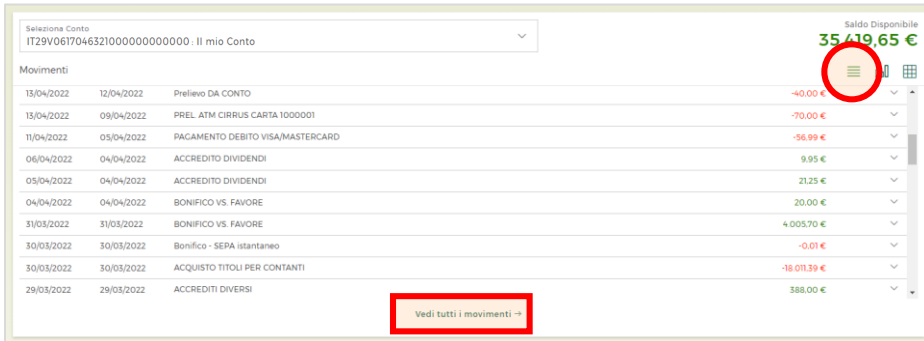 Seleziona Conto
Saldo Disponibile
IT29V0617046321000000000000 : Il mio Conto
35.419,65 €
Movimenti
13/04/2022 12/04/2022 Prelievo DA CONTO -40.00 €
13/04/2022 09/04/2022 PREL. ATM CIRRUS CARTA 1000001 -70,00 €
11/04/2022 05/04/2022 PAGAMENTO DEBITO VISA/MASTERCARD -56,99 €
06/04/2022 04/04/2022 ACCREDITO DIVIDENDI 9,95 €
05/04/2022 04/04/2022 ACCREDITO DIVIDENDI 21,25 €
04/04/2022 04/04/2022 BONIFICO VS. FAVORE 20,00 €
31/03/2022 31/03/2022 BONIFICO VS. FAVORE 4.005,70 €
30/03/2022 30/03/2022 Bonifico - SEPA istantaneo -0,01 €
30/03/2022 30/03/2022 ACQUISTO TITOLI PER CONTANTI -18.011,39 €
29/03/2022 29/03/2022 ACCREDITI DIVERSI 388,00 €
Vedi tutti i movimenti →